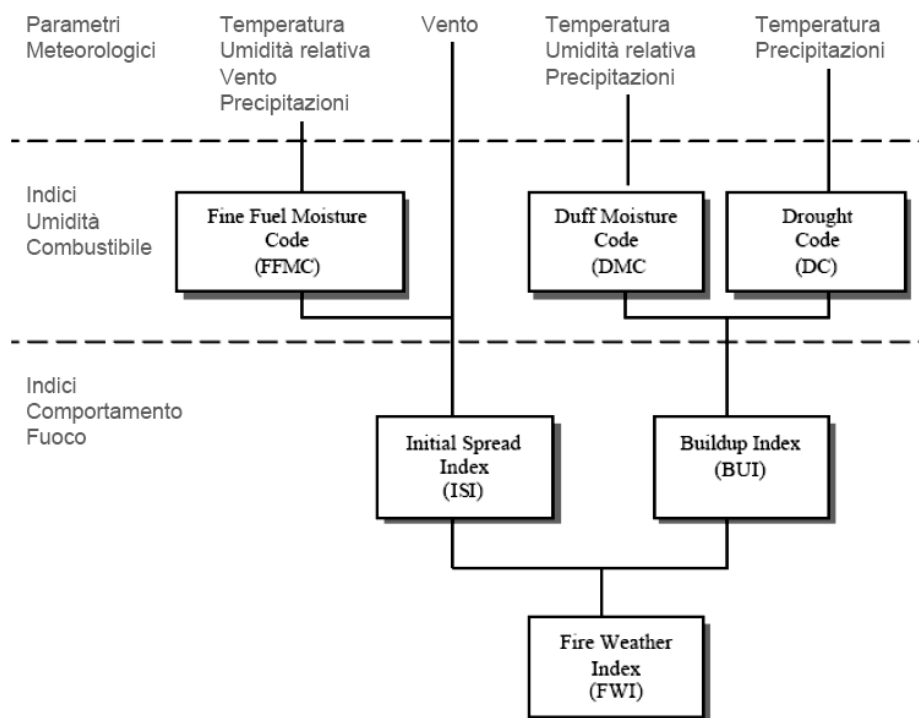 Parametri
Meteorologici
Temperatura
Umidità relativa
Vento
Precipitazioni
Vento
Temperatura
Umidità relativa
Precipitazioni
Temperatura
Precipitazioni
Indici
Umidità
Combustibile
Fine Fuel Moisture
Code
(FFMC)
Duff Moisture
Code
(DMC
Drought
Code
(DC)
Indici
Comportamento
Fuoco
Initial Spread
Index
(ISI)
Buildup Index
(BUI)
Fire Weather
Index
(FWI)